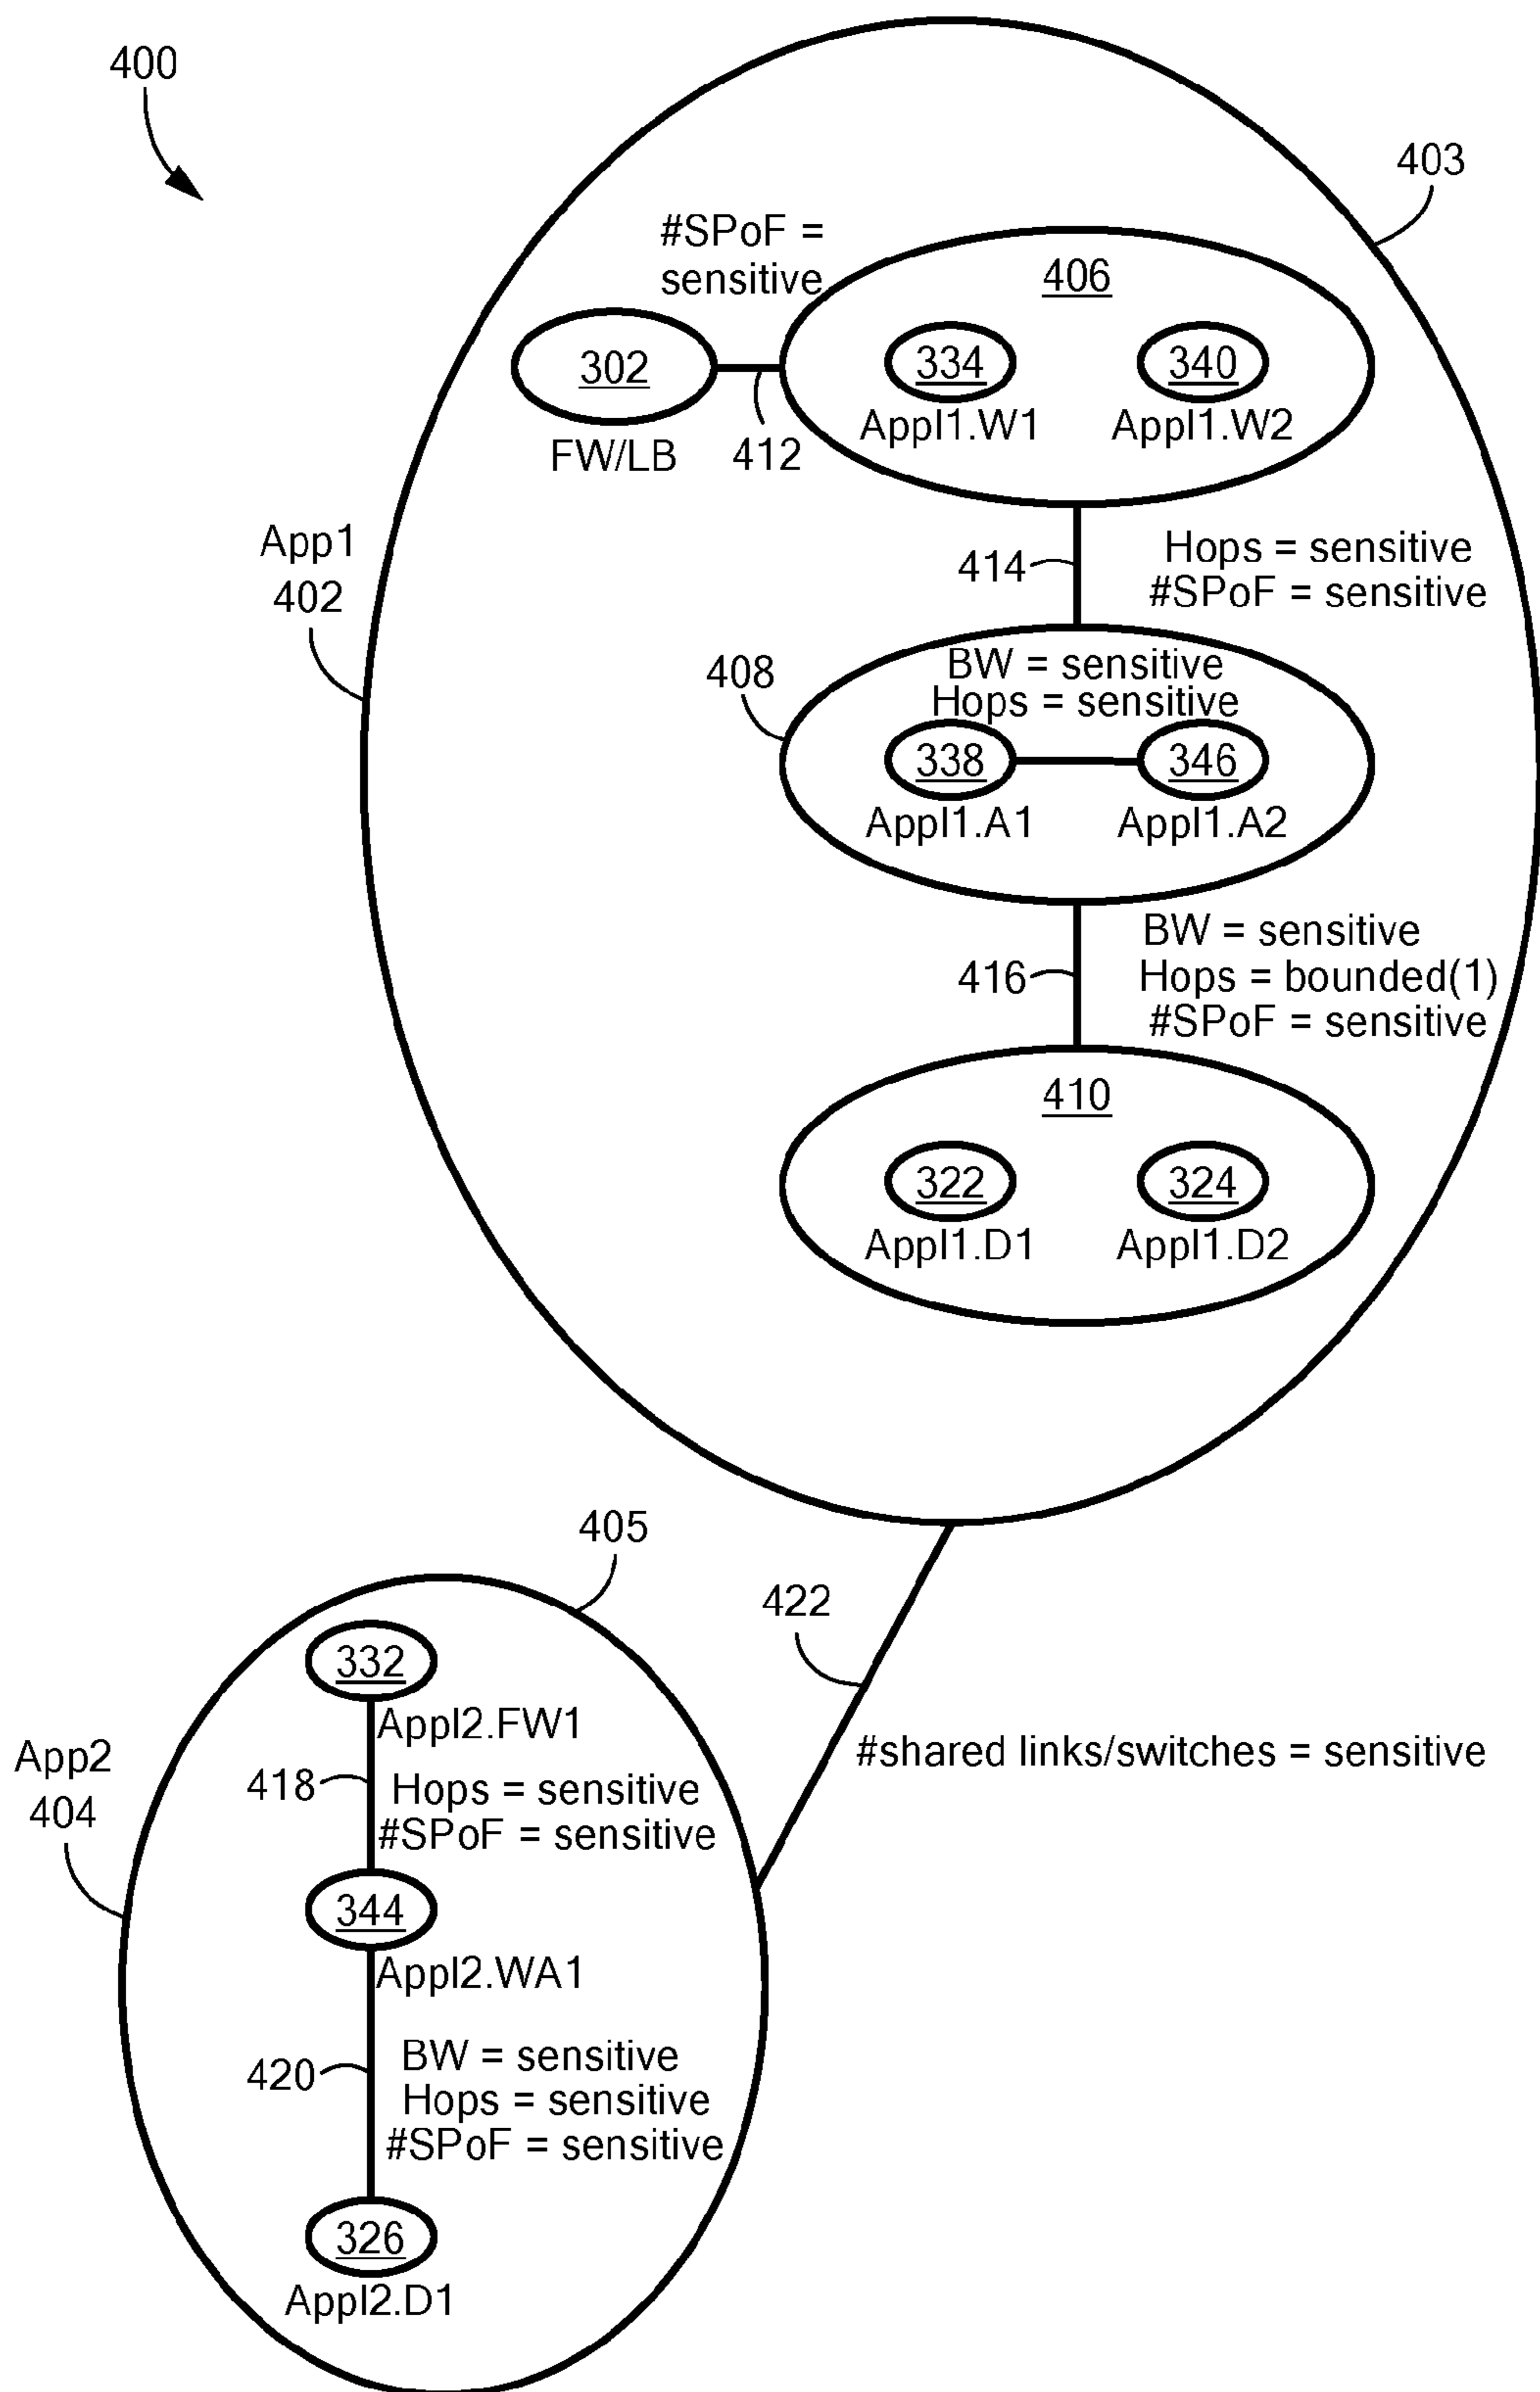 400
403
#SPoF =
sensitive
406
302
334
340
FW/LB
412
Appl1.W1
Appl1.W2
App1
402
414
Hops = sensitive
#SPoF = sensitive
408
BW = sensitive
Hops = sensitive
338
346
Appl1.A1
Appl1.A2
416
BW = sensitive
Hops = bounded(1)
#SPoF = sensitive
410
322
324
Appl1.D1
Appl1.D2
405
422
332
Appl2.FW1
App2
404
418
Hops = sensitive
#SPoF = sensitive
#shared links/switches = sensitive
344
Appl2.WA1
420
BW = sensitive
Hops = sensitive
#SPoF = sensitive
326
Appl2.D1